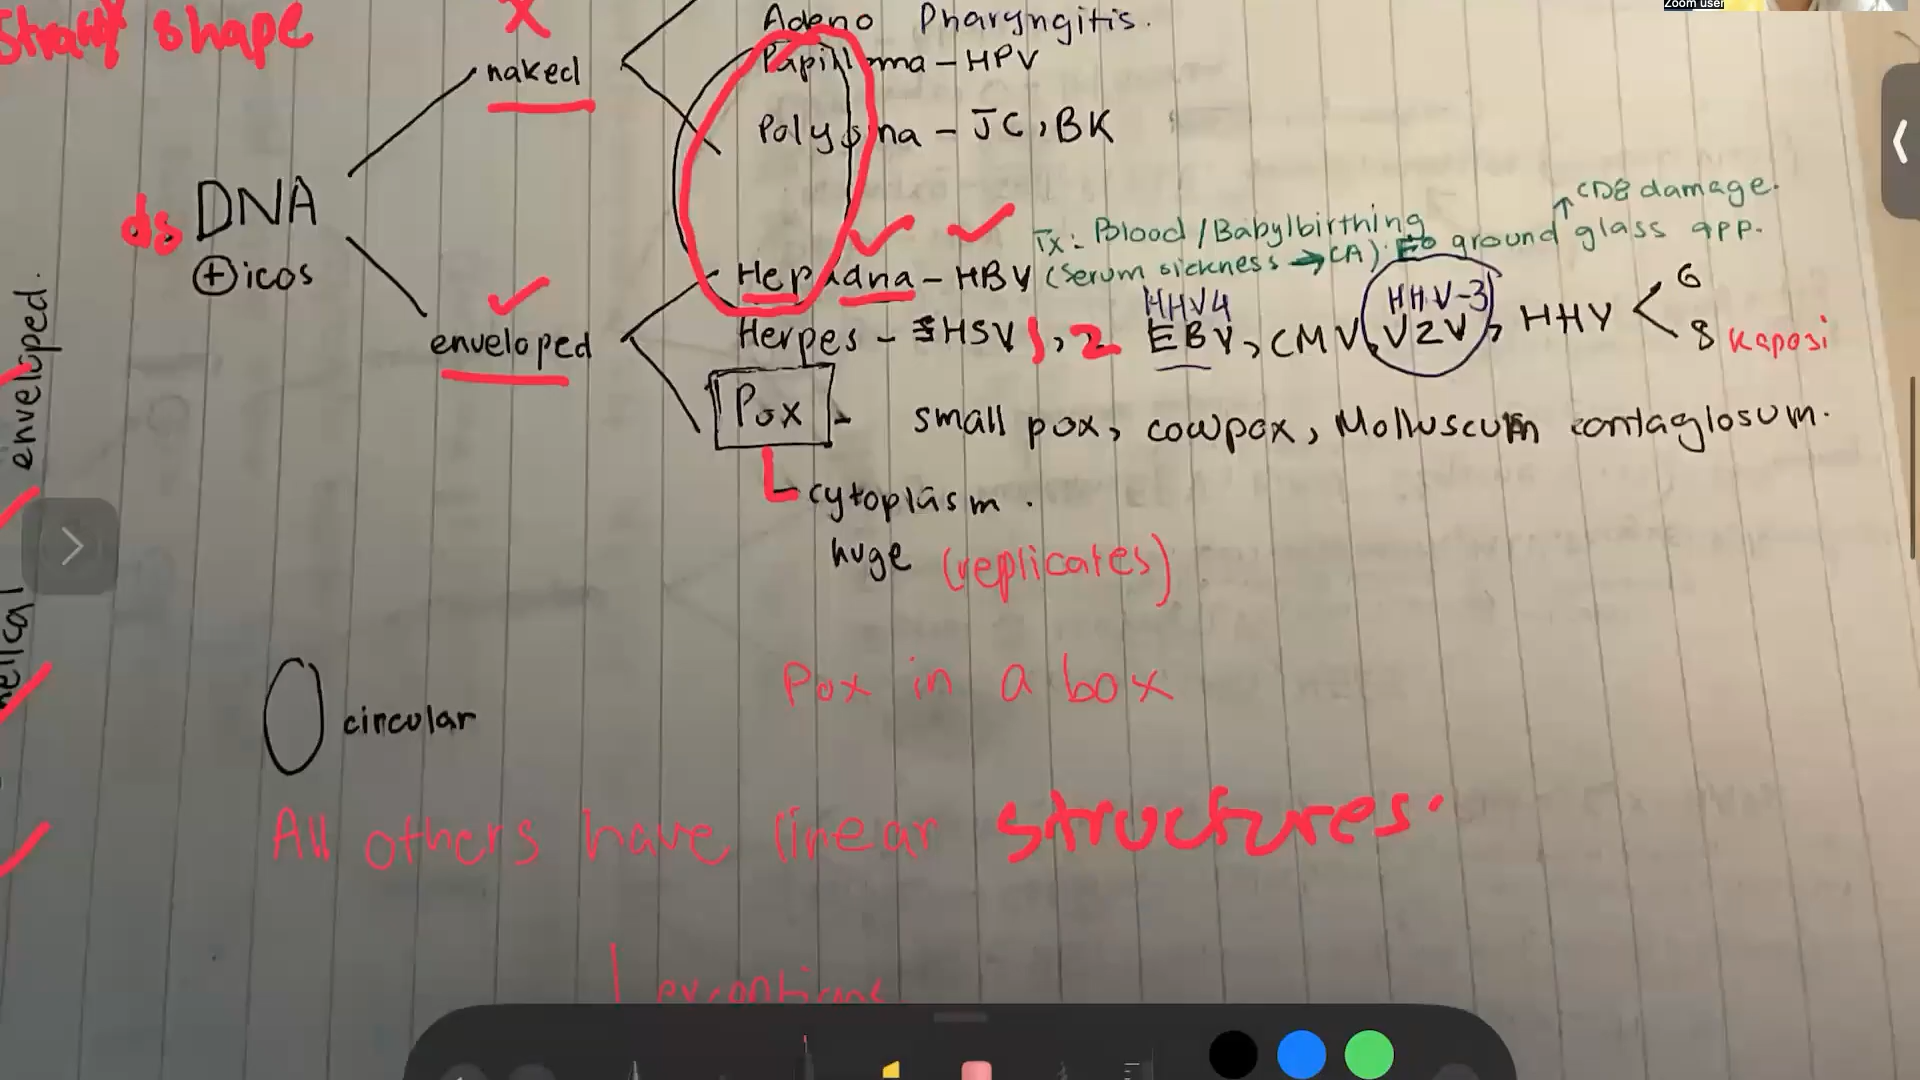 Zoom user
shape
X
Adeno Pharyngitis.
naked
Papilloma - HPV
Polyoma - JC, BK
ds DNA
⊕icos
CD8 damage.
Tx: Blood / Baby/birthing ground glass app.
Hepadna - HBV (Serum sickness → CA).
HHV4 HHV-3
enveloped
Herpes - HSV 1, 2 EBV, CMV, VZV, HHV < 6
8 Kaposi
Pox - small pox, cowpox, Molluscum contagiosum.
cytoplasm.
huge (replicates)
Pox in a box
circular
All others have linear structures.
enveloped.